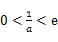 0 < 1/a < e